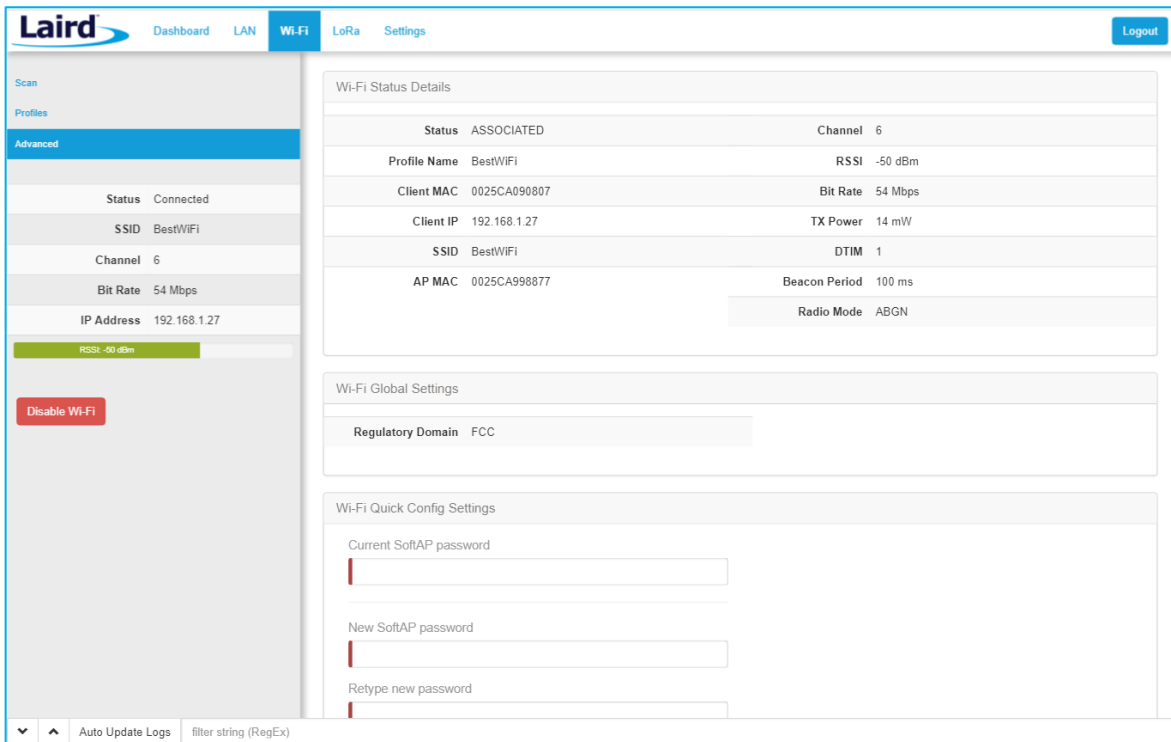 Laird™
Dashboard LAN Wi-Fi LoRa Settings Logout
Scan
Profiles
Advanced
Status Connected
SSID BestWiFi
Channel 6
Bit Rate 54 Mbps
IP Address 192.168.1.27
RSSI: -50 dBm
Disable Wi-Fi
Wi-Fi Status Details
Status ASSOCIATED Channel 6
Profile Name BestWiFi RSSI -50 dBm
Client MAC 0025CA090807 Bit Rate 54 Mbps
Client IP 192.168.1.27 TX Power 14 mW
SSID BestWiFi DTIM 1
AP MAC 0025CA998877 Beacon Period 100 ms
Radio Mode ABGN
Wi-Fi Global Settings
Regulatory Domain FCC
Wi-Fi Quick Config Settings
Current SoftAP password
New SoftAP password
Retype new password
Auto Update Logs filter string (RegEx)